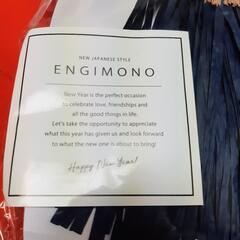 NEW JAPANESE STYLE
ENGIMONO
New Year is the perfect occasion
to celebrate love, friendships and
all the good things in life.
Let's take the opportunity to appreciate
what this year has given us and look forward
to what the new one is about to bring!
Happy New Year!